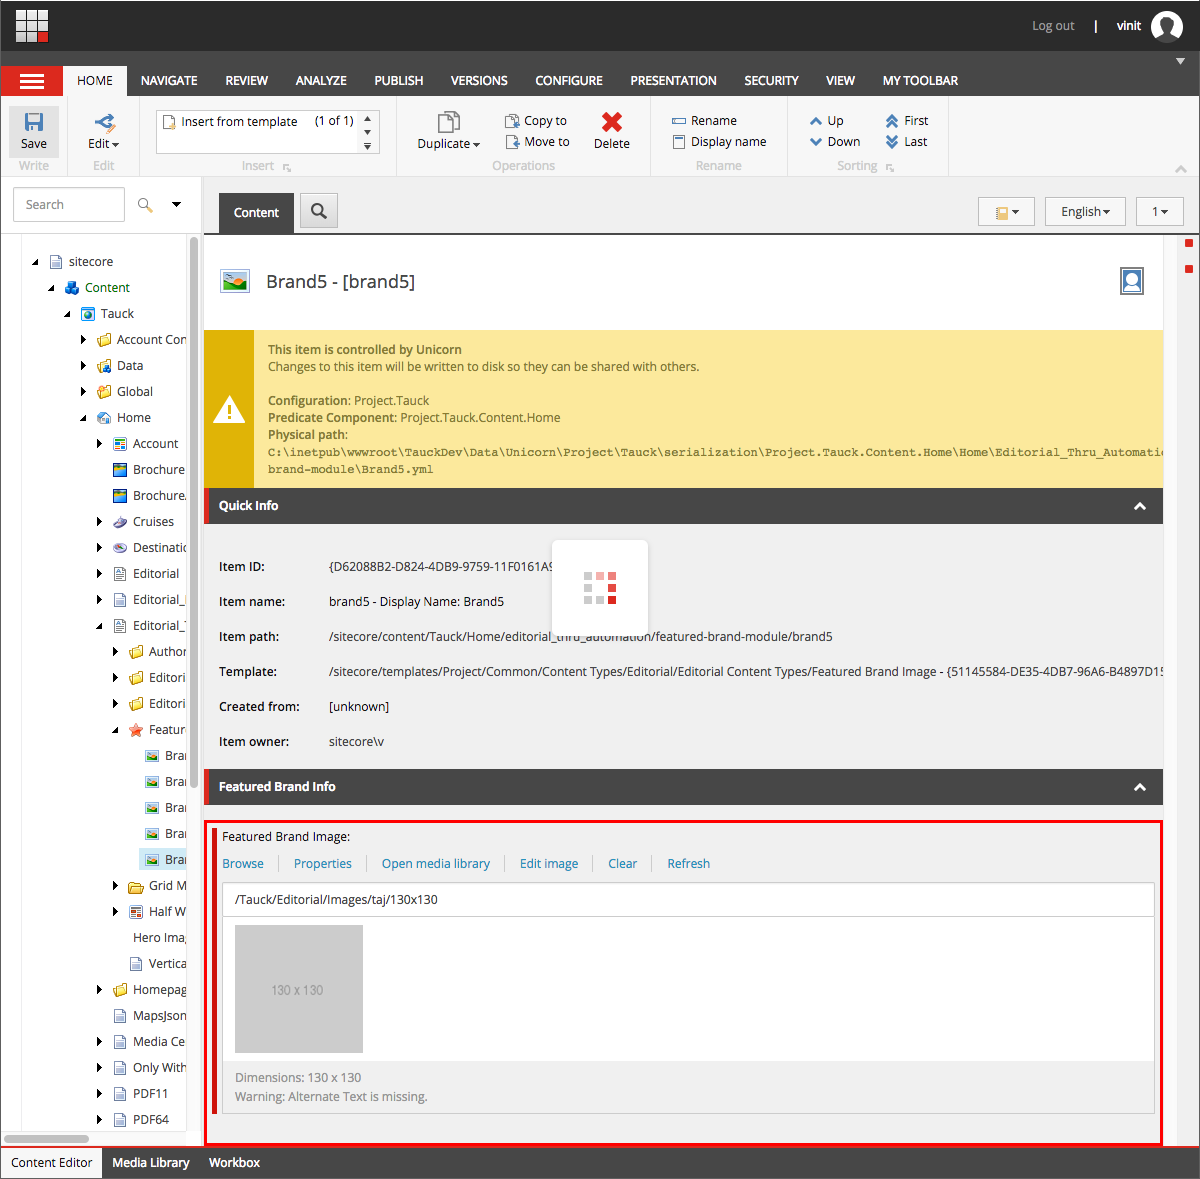 Log out | vinit
HOME NAVIGATE REVIEW ANALYZE PUBLISH VERSIONS CONFIGURE PRESENTATION SECURITY VIEW MY TOOLBAR
Save
Write
Edit
Edit
Insert from template (1 of 1)
Insert
Duplicate
Copy to
Move to
Delete
Operations
Rename
Display name
Rename
Up
Down
First
Last
Sorting
Search
Content
English
1
sitecore
Content
Tauck
Account Con
Data
Global
Home
Account
Brochure
Brochure
Cruises
Destinatic
Editorial
Editorial_
Editorial_
Author
Editori
Editori
Featur
Bra
Bra
Bra
Bra
Bra
Grid M
Half W
Hero Ima
Vertica
Homepag
MapsJson
Media Ce
Only With
PDF11
PDF64
Brand5 - [brand5]
This item is controlled by Unicorn
Changes to this item will be written to disk so they can be shared with others.
Configuration: Project.Tauck
Predicate Component: Project.Tauck.Content.Home
Physical path:
C:\inetpub\wwwroot\TauckDev\Data\Unicorn\Project\Tauck\serialization\Project.Tauck.Content.Home\Home\Editorial_Thru_Automatic
brand-module\Brand5.yml
Quick Info
Item ID: {D62088B2-D824-4DB9-9759-11F0161A9
Item name: brand5 - Display Name: Brand5
Item path: /sitecore/content/Tauck/Home/editorial_thru_automation/featured-brand-module/brand5
Template: /sitecore/templates/Project/Common/Content Types/Editorial/Editorial Content Types/Featured Brand Image - {51145584-DE35-4DB7-96A6-B4897D15
Created from: [unknown]
Item owner: sitecore\v
Featured Brand Info
Featured Brand Image:
Browse Properties Open media library Edit image Clear Refresh
/Tauck/Editorial/Images/taj/130x130
130 x 130
Dimensions: 130 x 130
Warning: Alternate Text is missing.
Content Editor Media Library Workbox